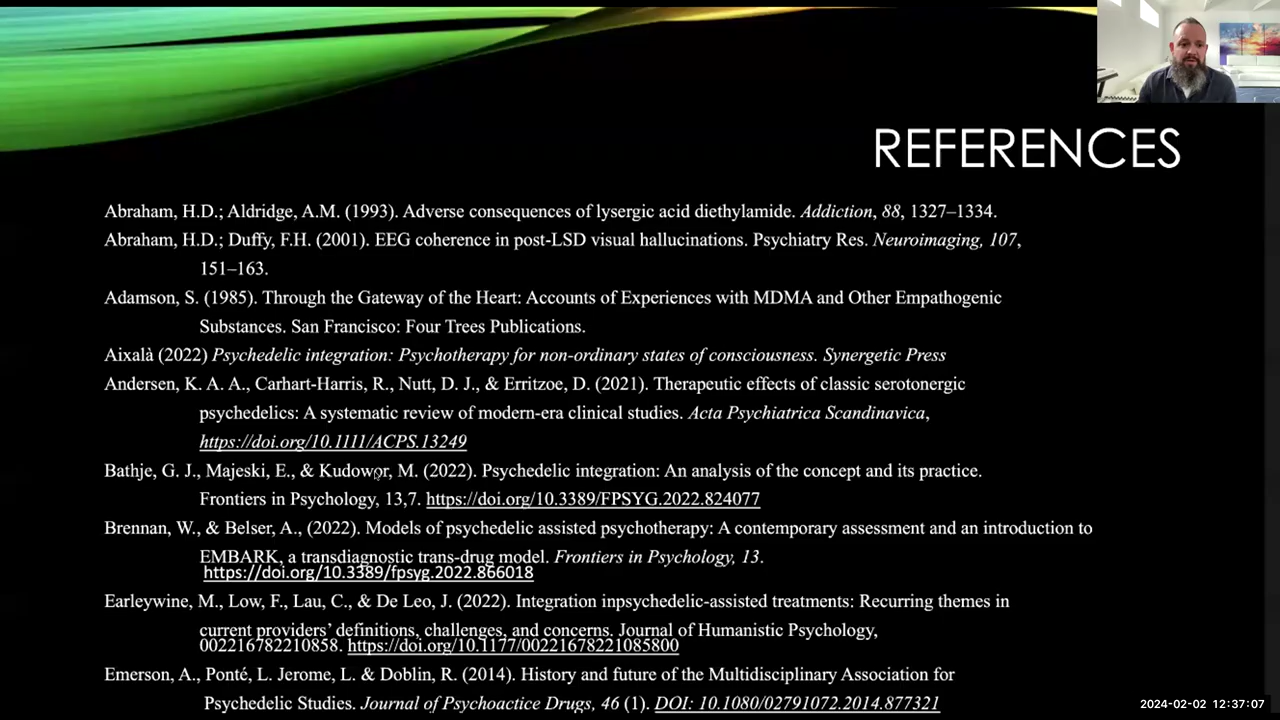 REFERENCES
Abraham, H.D.; Aldridge, A.M. (1993). Adverse consequences of lysergic acid diethylamide. Addiction, 88, 1327–1334.
Abraham, H.D.; Duffy, F.H. (2001). EEG coherence in post-LSD visual hallucinations. Psychiatry Res. Neuroimaging, 107,
151–163.
Adamson, S. (1985). Through the Gateway of the Heart: Accounts of Experiences with MDMA and Other Empathogenic
Substances. San Francisco: Four Trees Publications.
Aixalà (2022) Psychedelic integration: Psychotherapy for non-ordinary states of consciousness. Synergetic Press
Andersen, K. A. A., Carhart-Harris, R., Nutt, D. J., & Erritzoe, D. (2021). Therapeutic effects of classic serotonergic
psychedelics: A systematic review of modern-era clinical studies. Acta Psychiatrica Scandinavica,
https://doi.org/10.1111/ACPS.13249
Bathje, G. J., Majeski, E., & Kudowor, M. (2022). Psychedelic integration: An analysis of the concept and its practice.
Frontiers in Psychology, 13,7. https://doi.org/10.3389/FPSYG.2022.824077
Brennan, W., & Belser, A., (2022). Models of psychedelic assisted psychotherapy: A contemporary assessment and an introduction to
EMBARK, a transdiagnostic trans-drug model. Frontiers in Psychology, 13.
https://doi.org/10.3389/fpsyg.2022.866018
Earleywine, M., Low, F., Lau, C., & De Leo, J. (2022). Integration inpsychedelic-assisted treatments: Recurring themes in
current providers’ definitions, challenges, and concerns. Journal of Humanistic Psychology,
002216782210858. https://doi.org/10.1177/00221678221085800
Emerson, A., Ponté, L. Jerome, L. & Doblin, R. (2014). History and future of the Multidisciplinary Association for
Psychedelic Studies. Journal of Psychoactice Drugs, 46 (1). DOI: 10.1080/02791072.2014.877321
2024-02-02 12:37:07